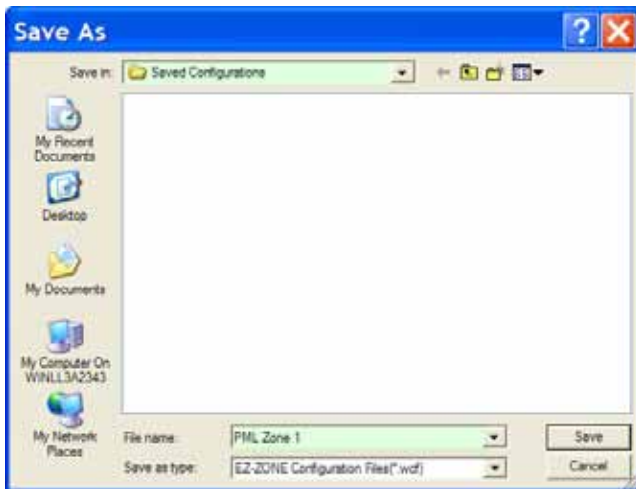 Save As
Save in:
Saved Configurations
My Recent
Documents
Desktop
My Documents
My Computer On
WINLL3A2343
My Network
Places
File name:
PML Zone 1
Save
Save as type:
EZ-ZONE Configuration Files(*.wcf)
Cancel